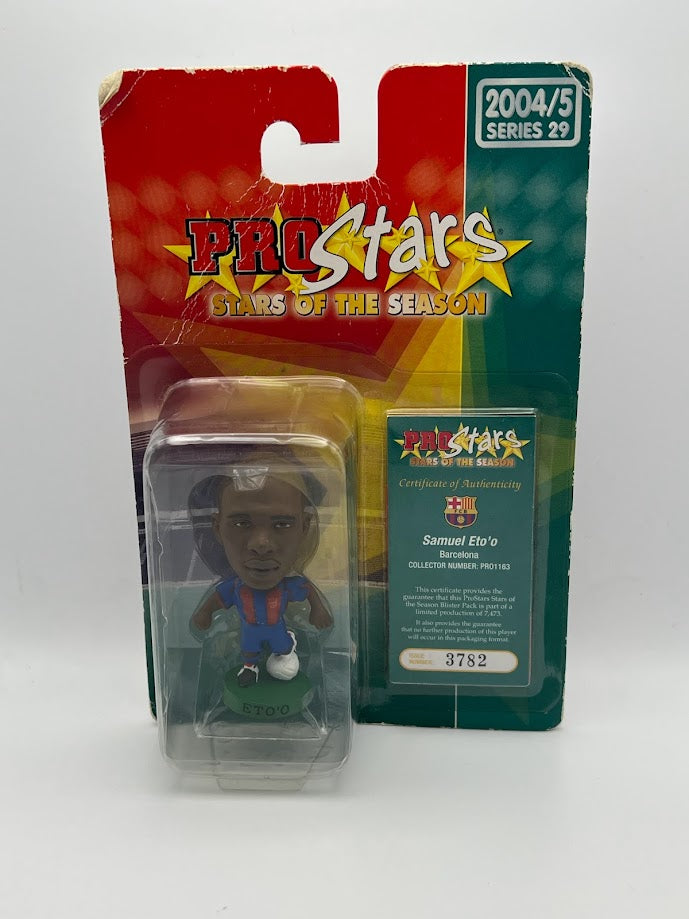 2004/5
SERIES 29
PROStars
STARS OF THE SEASON
PROStars
STARS OF THE SEASON
Certificate of Authenticity
FCB
Samuel Eto'o
Barcelona
COLLECTOR NUMBER: PRO1163
This certificate provides the
guarantee that this ProStars Stars of
the Season Blister Pack is part of a
limited production of 7,473.
It also provides the guarantee
that no further production of this player
will occur in this packaging format.
ISSUE
NUMBER: 3782
ETO'O